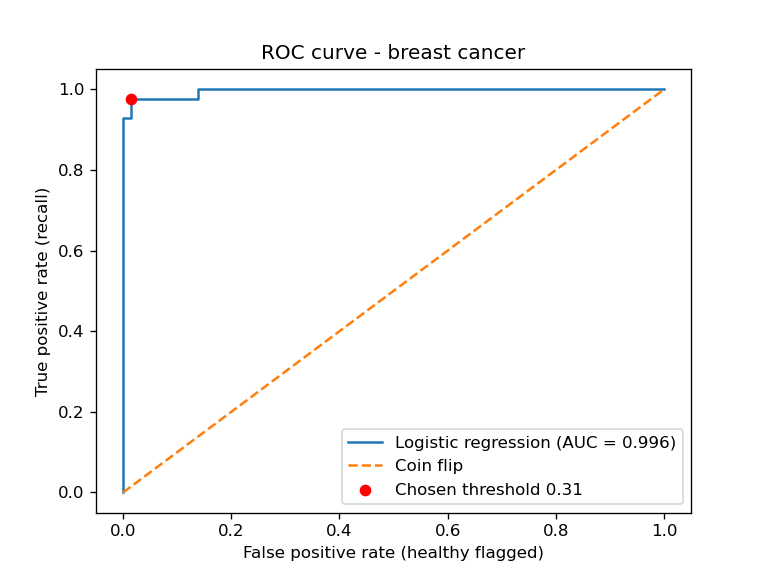 ROC curve - breast cancer
True positive rate (recall)
1.0
0.8
0.6
0.4
0.2
0.0
Logistic regression (AUC = 0.996)
Coin flip
Chosen threshold 0.31
0.0 0.2 0.4 0.6 0.8 1.0
False positive rate (healthy flagged)